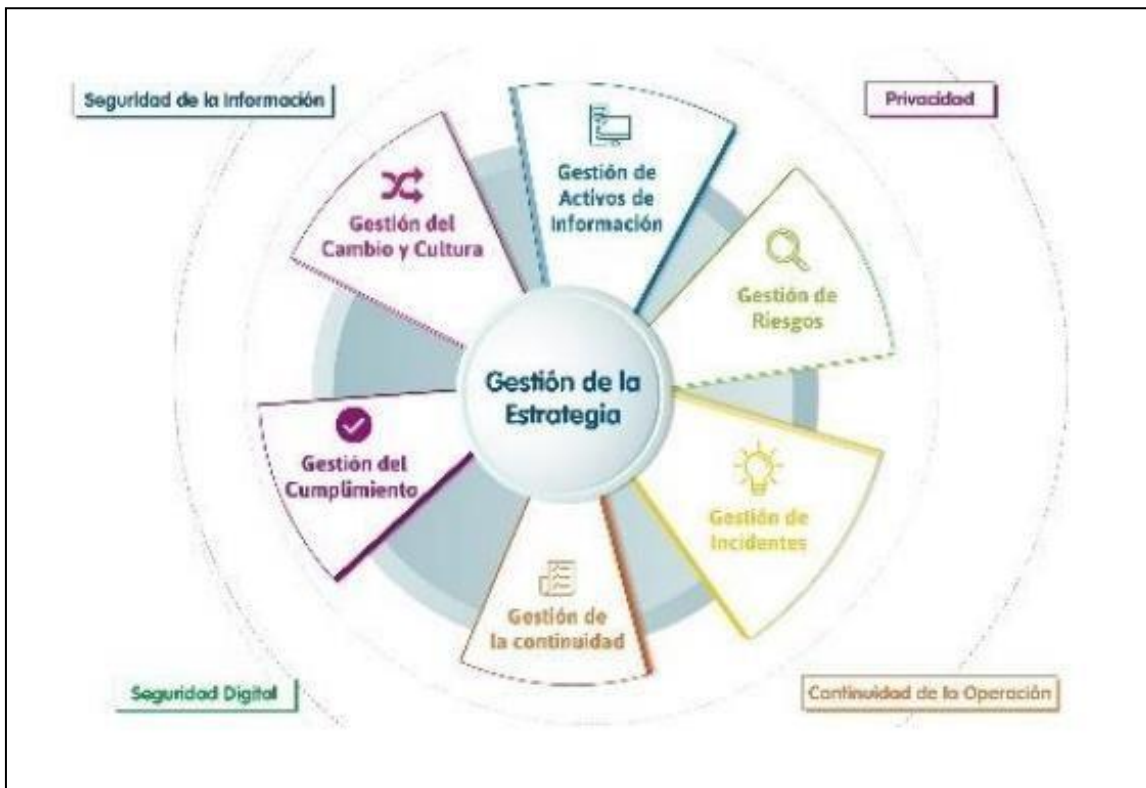 Seguridad de la Información
Privacidad
Gestión de
Activos de
Información
Gestión del
Cambio y Cultura
Gestión de
Riesgos
Gestión de la
Estrategia
Gestión del
Cumplimiento
Gestión de
Incidentes
Gestión de
la continuidad
Seguridad Digital
Continuidad de la Operación